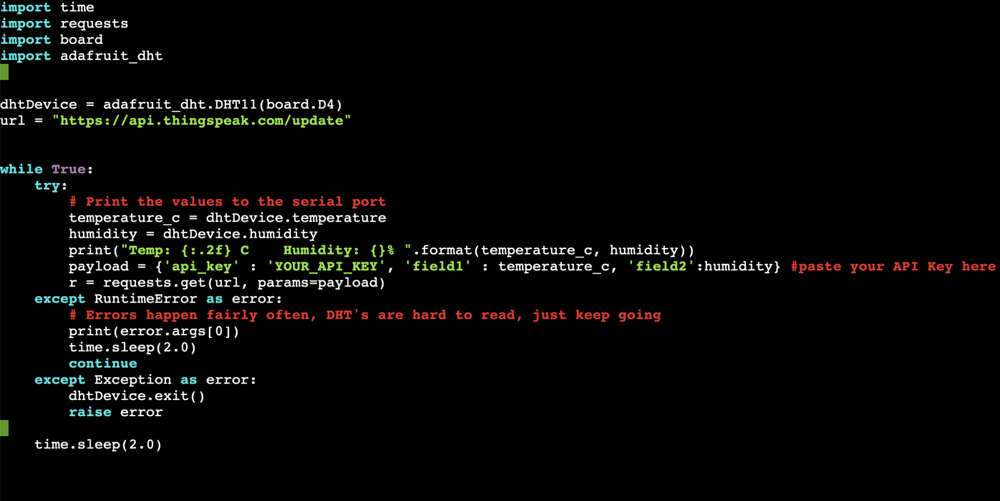 import time
import requests
import board
import adafruit_dht
dhtDevice = adafruit_dht.DHT11(board.D4)
url = "https://api.thingspeak.com/update"
while True:
    try:
        # Print the values to the serial port
        temperature_c = dhtDevice.temperature
        humidity = dhtDevice.humidity
        print("Temp: {:.2f} C    Humidity: {}% ".format(temperature_c, humidity))
        payload = {'api_key' : 'YOUR_API_KEY', 'field1' : temperature_c, 'field2':humidity} #paste your API Key here
        r = requests.get(url, params=payload)
    except RuntimeError as error:
        # Errors happen fairly often, DHT's are hard to read, just keep going
        print(error.args[0])
        time.sleep(2.0)
        continue
    except Exception as error:
        dhtDevice.exit()
        raise error
    time.sleep(2.0)